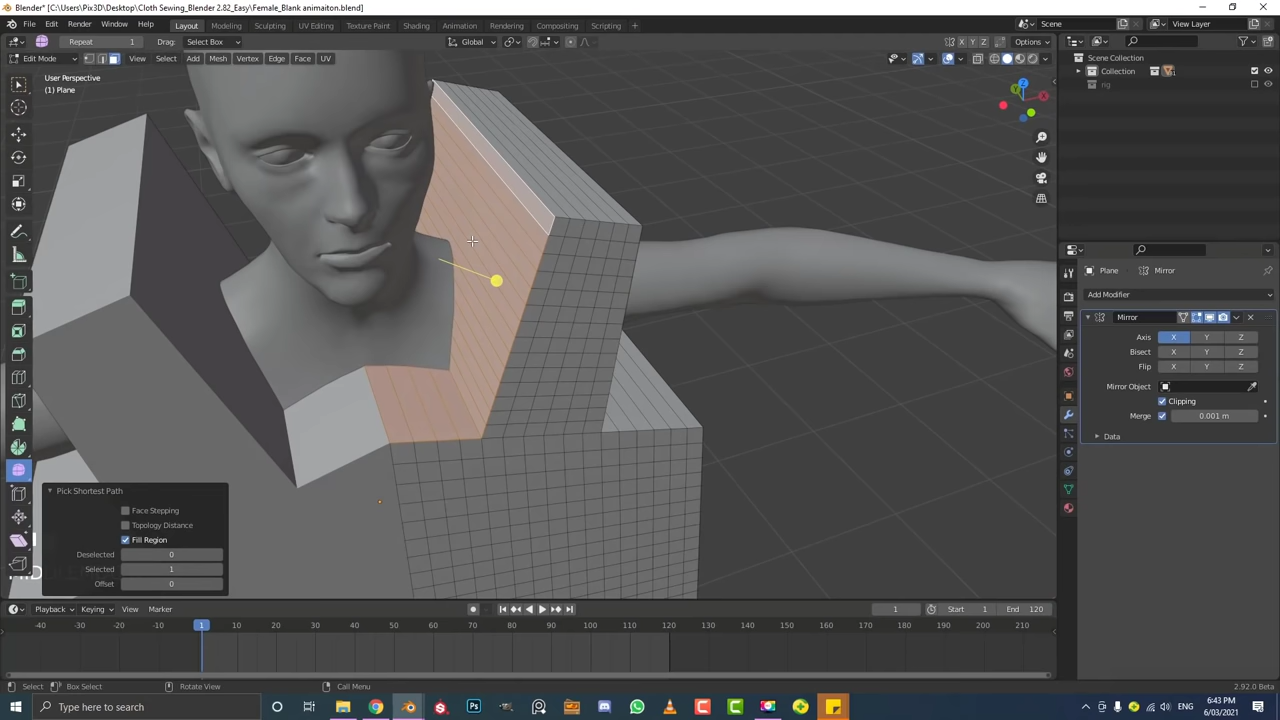 Blender* [C:\Users\Pix3D\Desktop\Cloth Sewing_Blender 2.82_Easy\Female_Blank animaiton.blend]
File Edit Render Window Help Layout Modeling Sculpting UV Editing Texture Paint Shading Animation Rendering Compositing Scripting Scene View Layer
Repeat 1 Drag: Select Box Global X Y Z Options
Edit Mode View Select Add Mesh Vertex Edge Face UV
User Perspective
(1) Plane
Scene Collection
Collection
rig
Plane Mirror
Add Modifier
Mirror
Axis X Y Z
Bisect X Y Z
Flip X Y Z
Mirror Object
Clipping
Merge 0.001 m
Data
Pick Shortest Path
Face Stepping
Topology Distance
Fill Region
Deselected 0
Selected 1
Offset 0
Playback Keying View Marker 1 Start 1 End 120
-40 -30 -20 -10 1 10 20 30 40 50 60 70 80 90 100 110 120 130 140 150 160 170 180 190 200 210
Select Box Select Rotate View Call Menu 2.92.0 Beta
Type here to search ENG 6:43 PM
6/03/2021